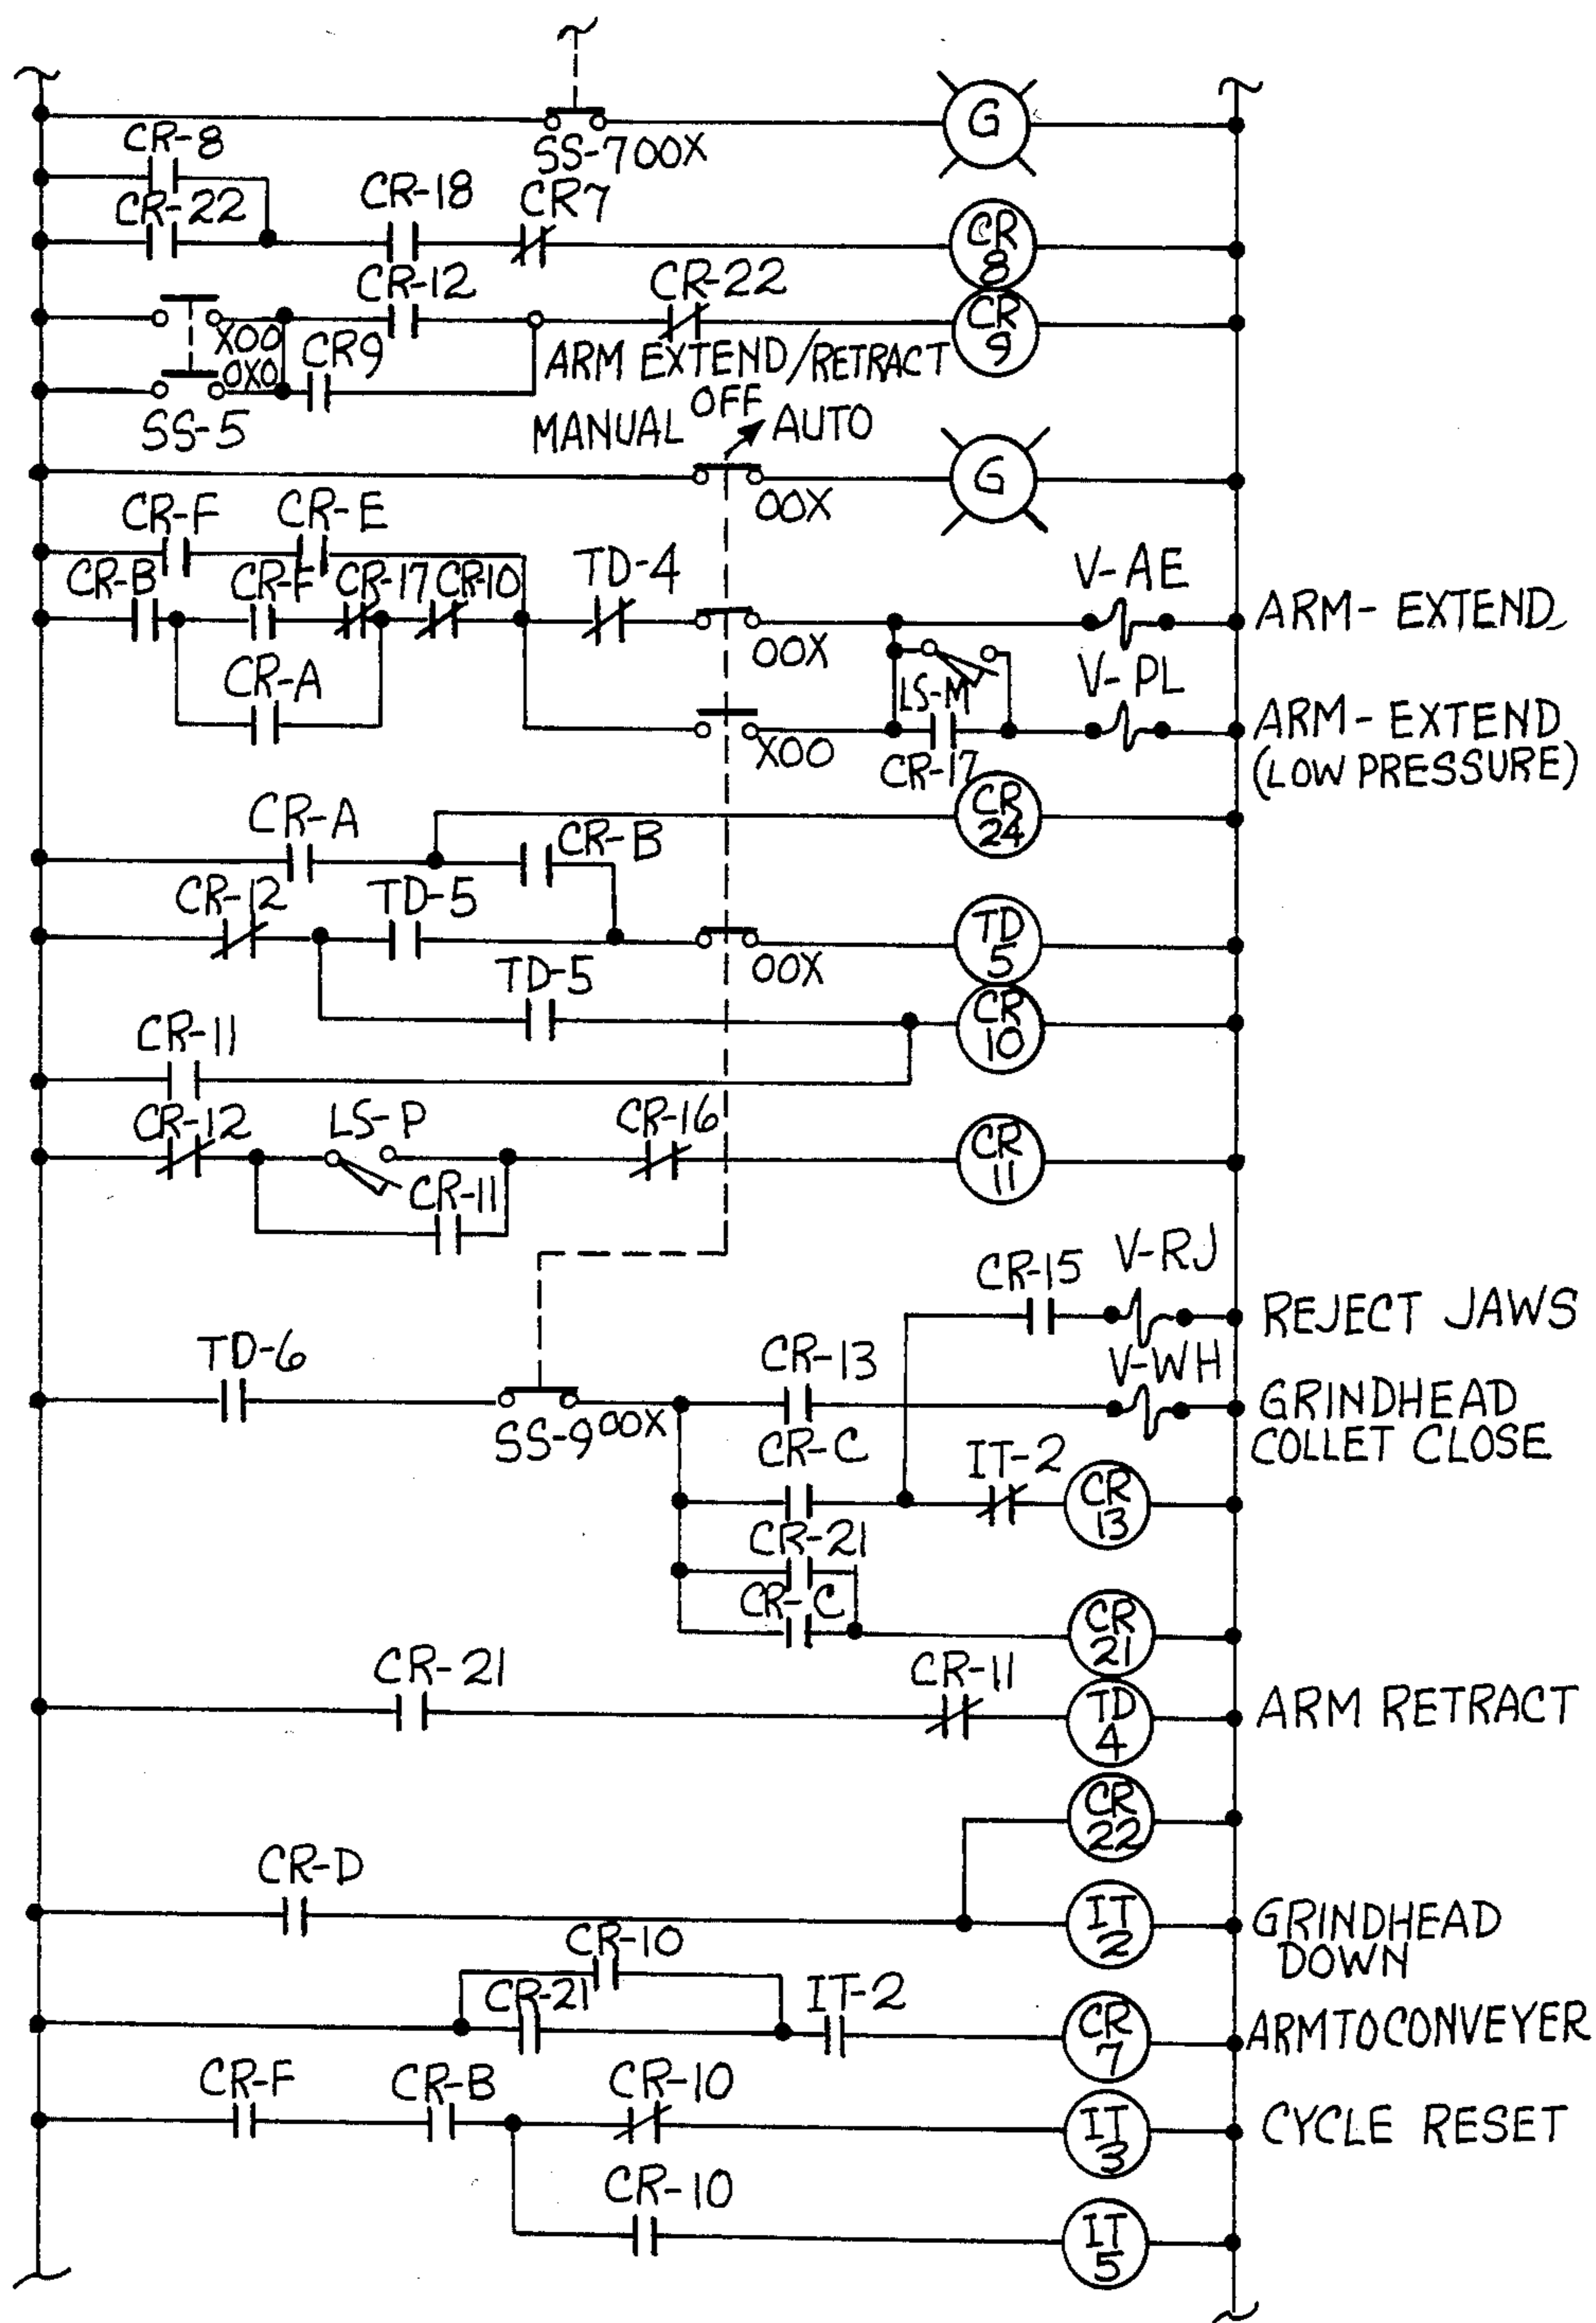 G
SS-7 00X
CR-8
CR-22
CR-18
CR7
CR
8
CR-12
CR-22
CR
9
X00
0X0
CR9
SS-5
ARM EXTEND/RETRACT
MANUAL OFF AUTO
G
00X
CR-F
CR-E
CR-B
CR-F
CR-17
CR-10
TD-4
00X
V-AE
ARM-EXTEND
CR-A
LS-M
V-PL
X00
CR-17
ARM-EXTEND
(LOW PRESSURE)
CR-A
CR
24
CR-B
CR-12
TD-5
00X
TD
5
TD-5
CR
10
CR-11
CR-12
LS-P
CR-16
CR
11
CR-11
CR-15
V-RJ
REJECT JAWS
TD-6
SS-9
00X
CR-13
V-WH
GRINDHEAD
COLLET CLOSE
CR-C
IT-2
CR
13
CR-21
CR-C
CR
21
CR-21
CR-11
TD
4
ARM RETRACT
CR
22
CR-D
IT
2
GRINDHEAD
DOWN
CR-10
CR-21
IT-2
CR
7
ARM TO CONVEYER
CR-F
CR-B
CR-10
IT
3
CYCLE RESET
CR-10
IT
5